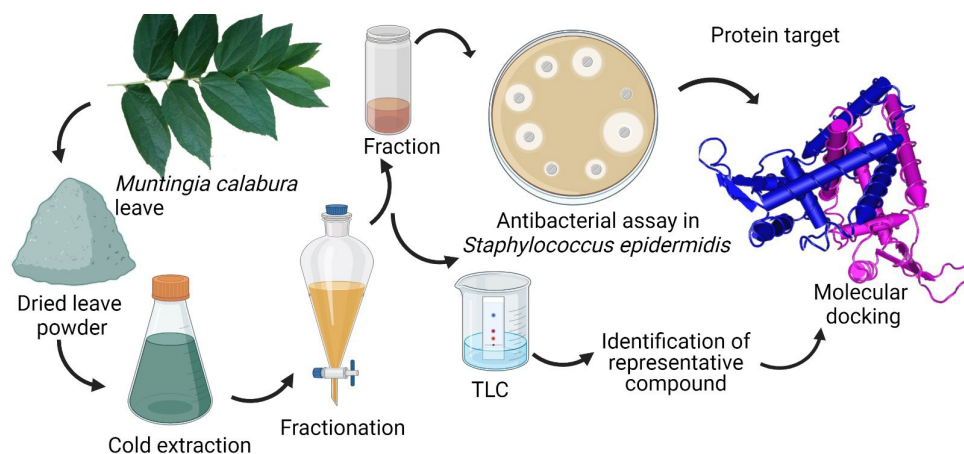 Muntingia calabura
leave
Dried leave
powder
Cold extraction
Fractionation
Fraction
Antibacterial assay in
Staphylococcus epidermidis
TLC
Identification of
representative
compound
Protein target
Molecular
docking